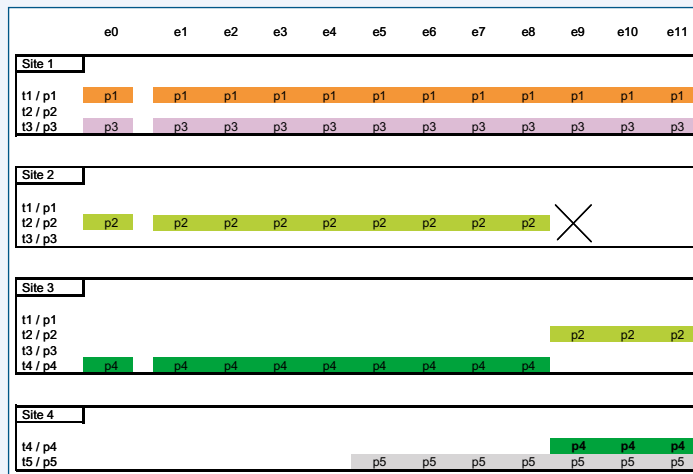 e0 e1 e2 e3 e4 e5 e6 e7 e8 e9 e10 e11
Site 1
t1 / p1 p1 p1 p1 p1 p1 p1 p1 p1 p1 p1 p1 p1
t2 / p2
t3 / p3 p3 p3 p3 p3 p3 p3 p3 p3 p3 p3 p3 p3
Site 2
t1 / p1
t2 / p2 p2 p2 p2 p2 p2 p2 p2 p2 p2
t3 / p3
Site 3
t1 / p1
t2 / p2 p2 p2 p2
t3 / p3
t4 / p4 p4 p4 p4 p4 p4 p4 p4 p4 p4
Site 4
t4 / p4 p4 p4 p4
t5 / p5 p5 p5 p5 p5 p5 p5 p5